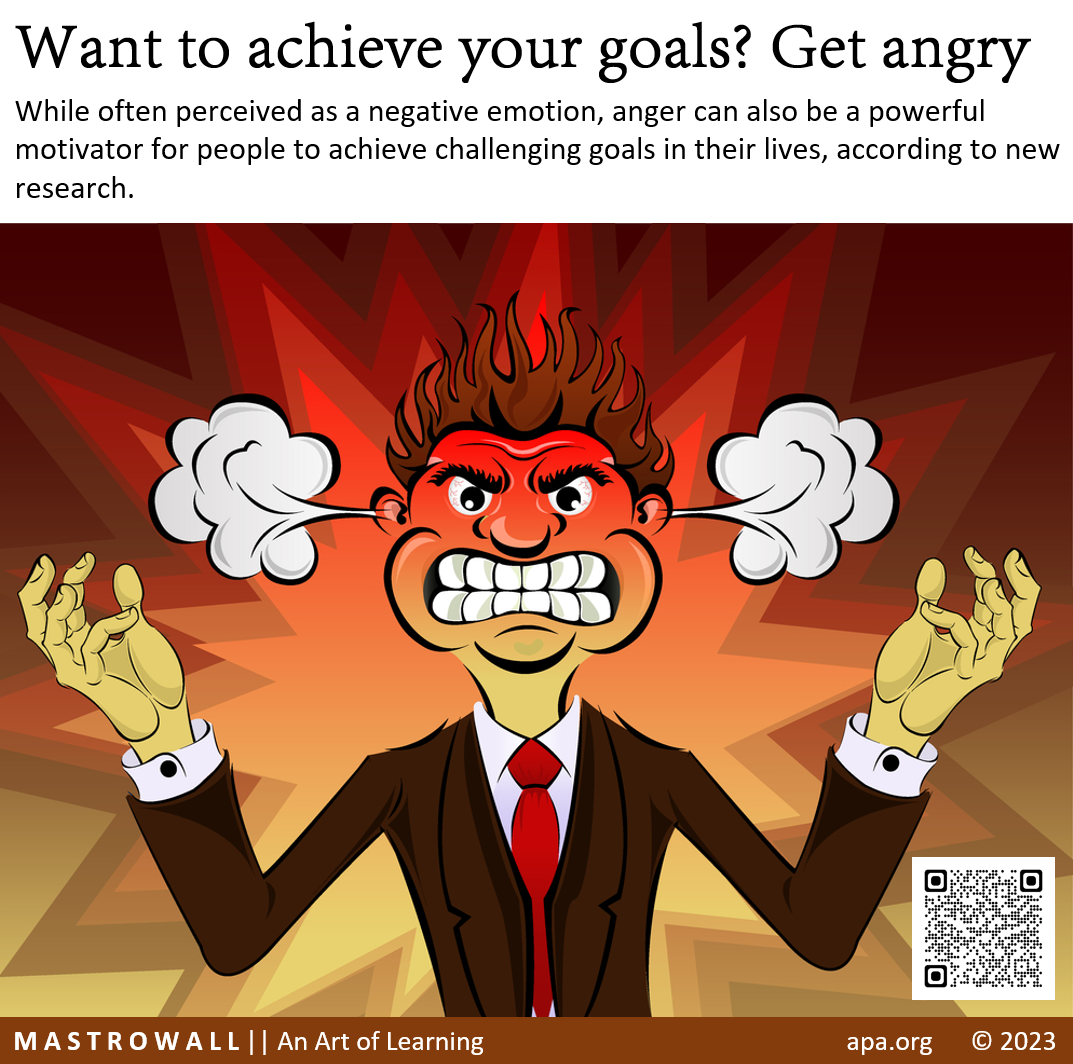 Want to achieve your goals? Get angry
While often perceived as a negative emotion, anger can also be a powerful
motivator for people to achieve challenging goals in their lives, according to new
research.
MASTROWALL || An Art of Learning apa.org © 2023